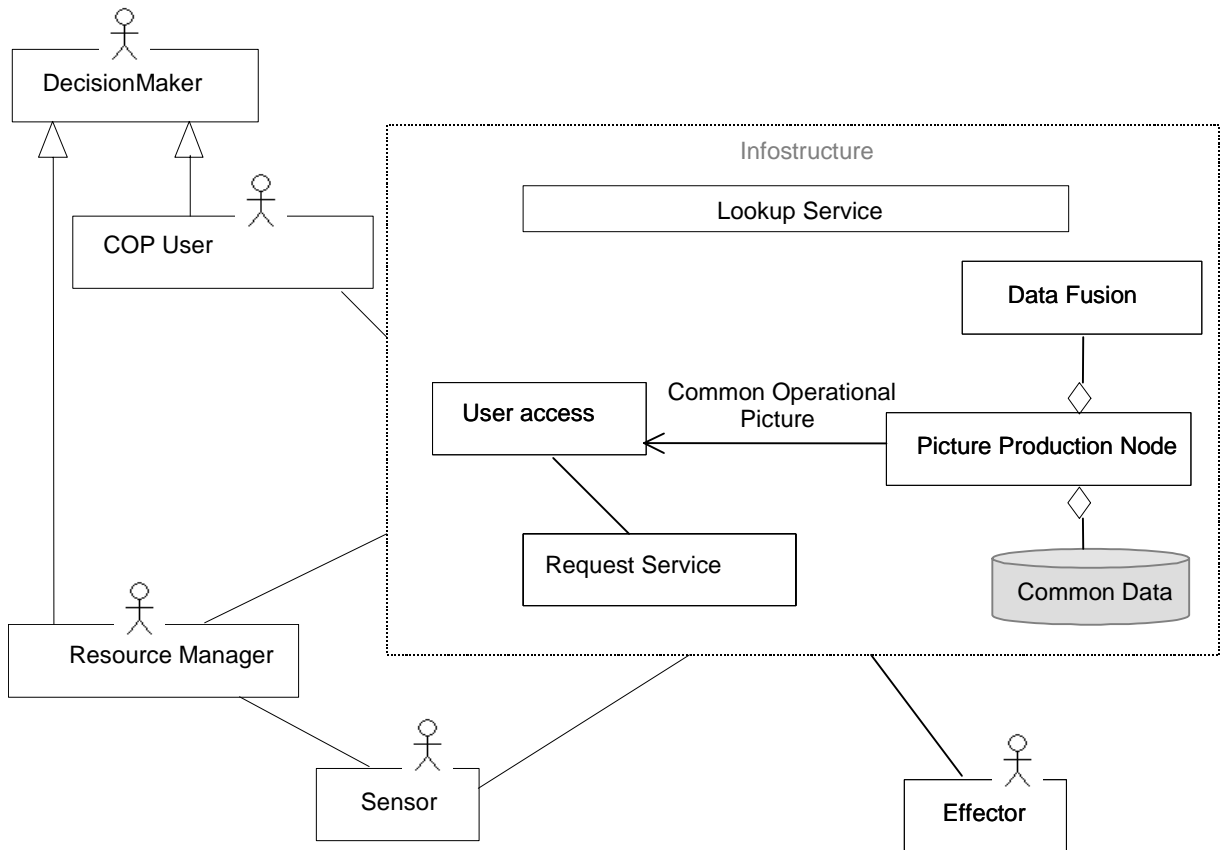 DecisionMaker
Infostructure
Lookup Service
COP User
Data Fusion
Common Operational
Picture
User access
Picture Production Node
Request Service
Common Data
Resource Manager
Sensor
Effector